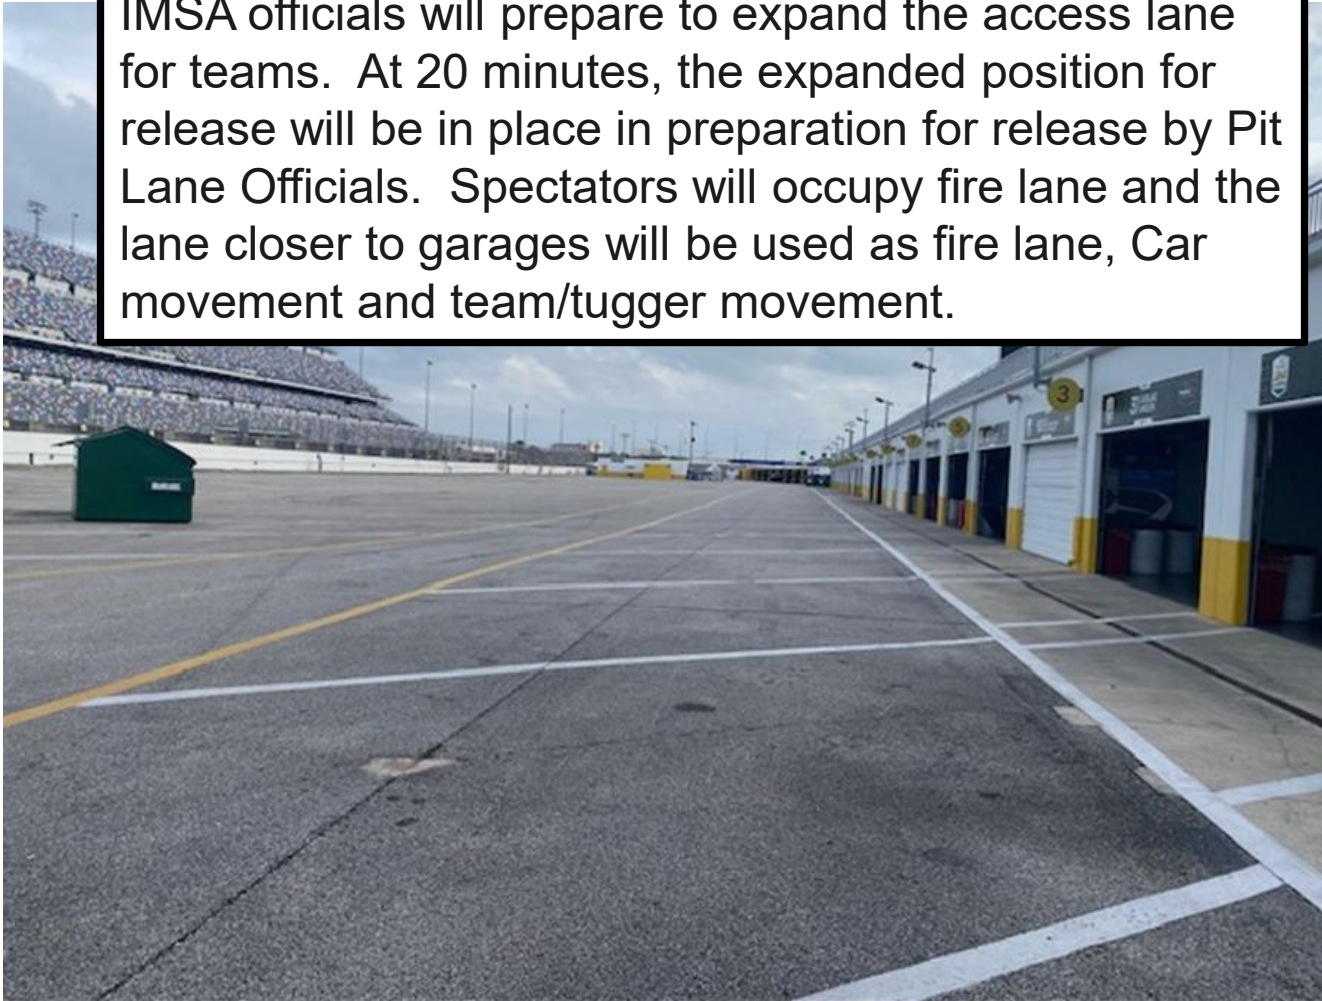 IMSA officials will prepare to expand the access lane
for teams.  At 20 minutes, the expanded position for
release will be in place in preparation for release by Pit
Lane Officials.  Spectators will occupy fire lane and the
lane closer to garages will be used as fire lane, Car
movement and team/tugger movement.
3